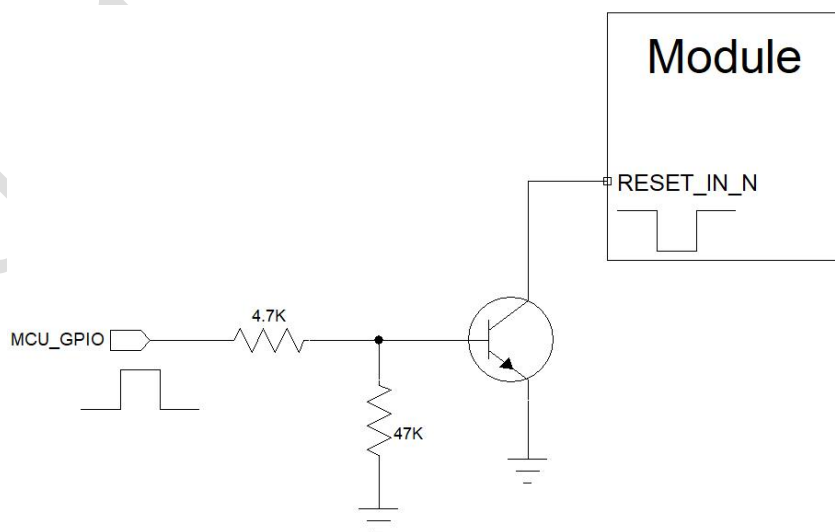 Module
RESET_IN_N
4.7K
MCU_GPIO
47K